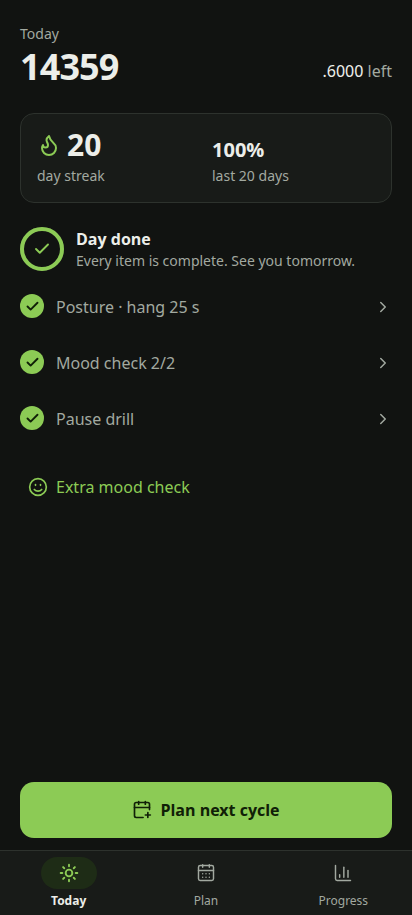 Today
14359
.6000 left
20
day streak
100%
last 20 days
Day done
Every item is complete. See you tomorrow.
Posture · hang 25 s
Mood check 2/2
Pause drill
Extra mood check
Plan next cycle
Today
Plan
Progress